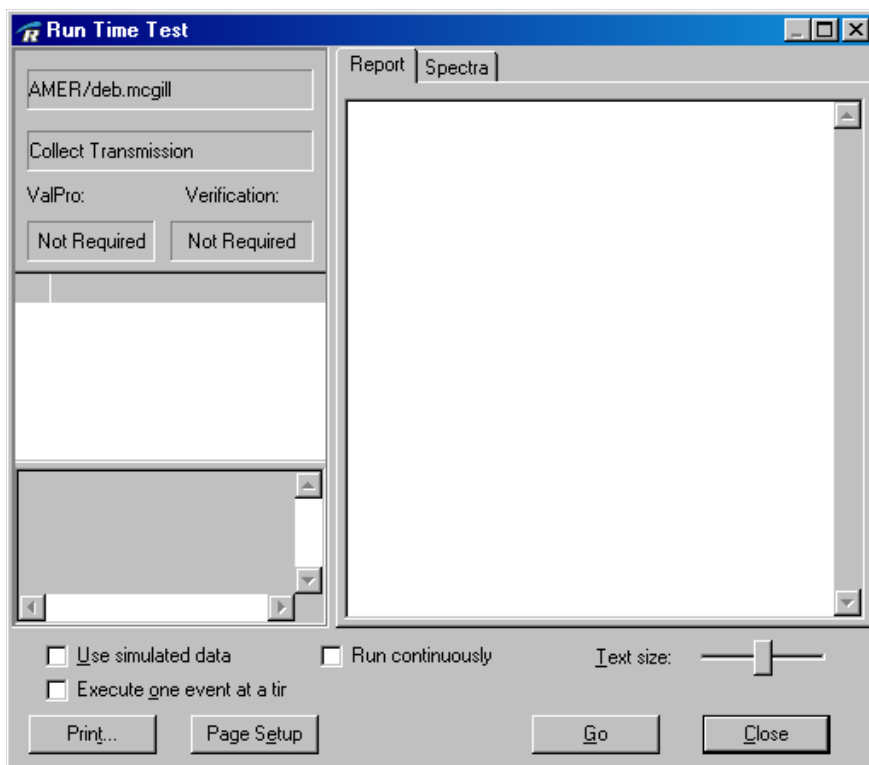 Run Time Test
AMER/deb.mcgill
Collect Transmission
ValPro: Verification:
Not Required Not Required
Report Spectra
Use simulated data Run continuously Text size:
Execute one event at a tir
Print... Page Setup Go Close